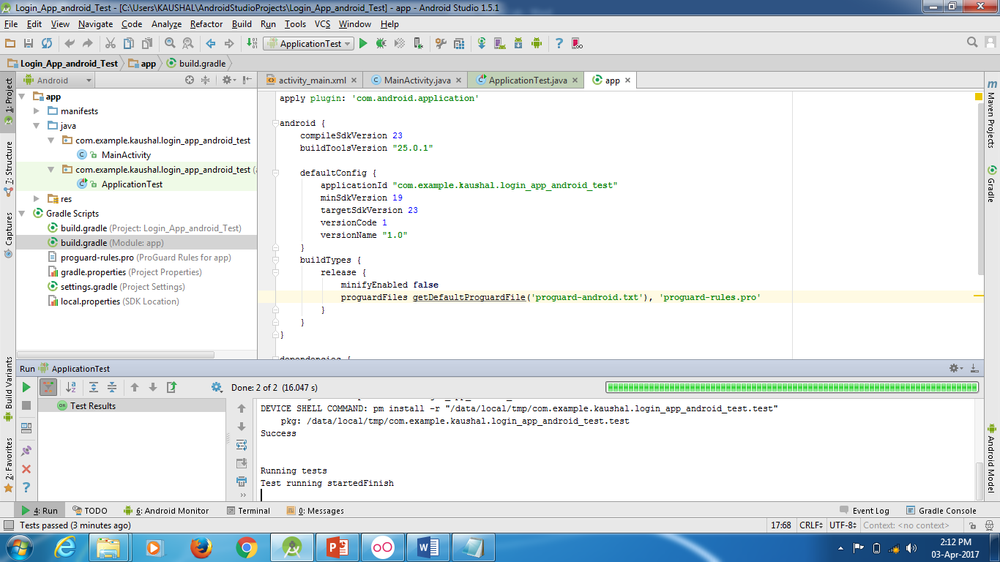 Login_App_android_Test - [C:\Users\KAUSHAL\AndroidStudioProjects\Login_App_android_Test] - app - Android Studio 1.5.1
File Edit View Navigate Code Analyze Refactor Build Run Tools VCS Window Help
ApplicationTest
Login_App_android_Test app build.gradle
Android
activity_main.xml MainActivity.java ApplicationTest.java app
1: Project
7: Structure
Captures
Build Variants
2: Favorites
app
manifests
java
com.example.kaushal.login_app_android_test
MainActivity
com.example.kaushal.login_app_android_test (a
ApplicationTest
res
Gradle Scripts
build.gradle (Project: Login_App_android_Test)
build.gradle (Module: app)
proguard-rules.pro (ProGuard Rules for app)
gradle.properties (Project Properties)
settings.gradle (Project Settings)
local.properties (SDK Location)
apply plugin: 'com.android.application'
android {
compileSdkVersion 23
buildToolsVersion "25.0.1"
defaultConfig {
applicationId "com.example.kaushal.login_app_android_test"
minSdkVersion 19
targetSdkVersion 23
versionCode 1
versionName "1.0"
}
buildTypes {
release {
minifyEnabled false
proguardFiles getDefaultProguardFile('proguard-android.txt'), 'proguard-rules.pro'
}
}
}
dependencies {
Maven Projects
Gradle
Android Model
Run ApplicationTest
Done: 2 of 2 (16.047 s)
Test Results
DEVICE SHELL COMMAND: pm install -r "/data/local/tmp/com.example.kaushal.login_app_android_test.test"
pkg: /data/local/tmp/com.example.kaushal.login_app_android_test.test
Success
Running tests
Test running startedFinish
4: Run TODO 6: Android Monitor Terminal 0: Messages Event Log Gradle Console
Tests passed (3 minutes ago) 17:68 CRLF UTF-8 Context: <no context>
2:12 PM
03-Apr-2017